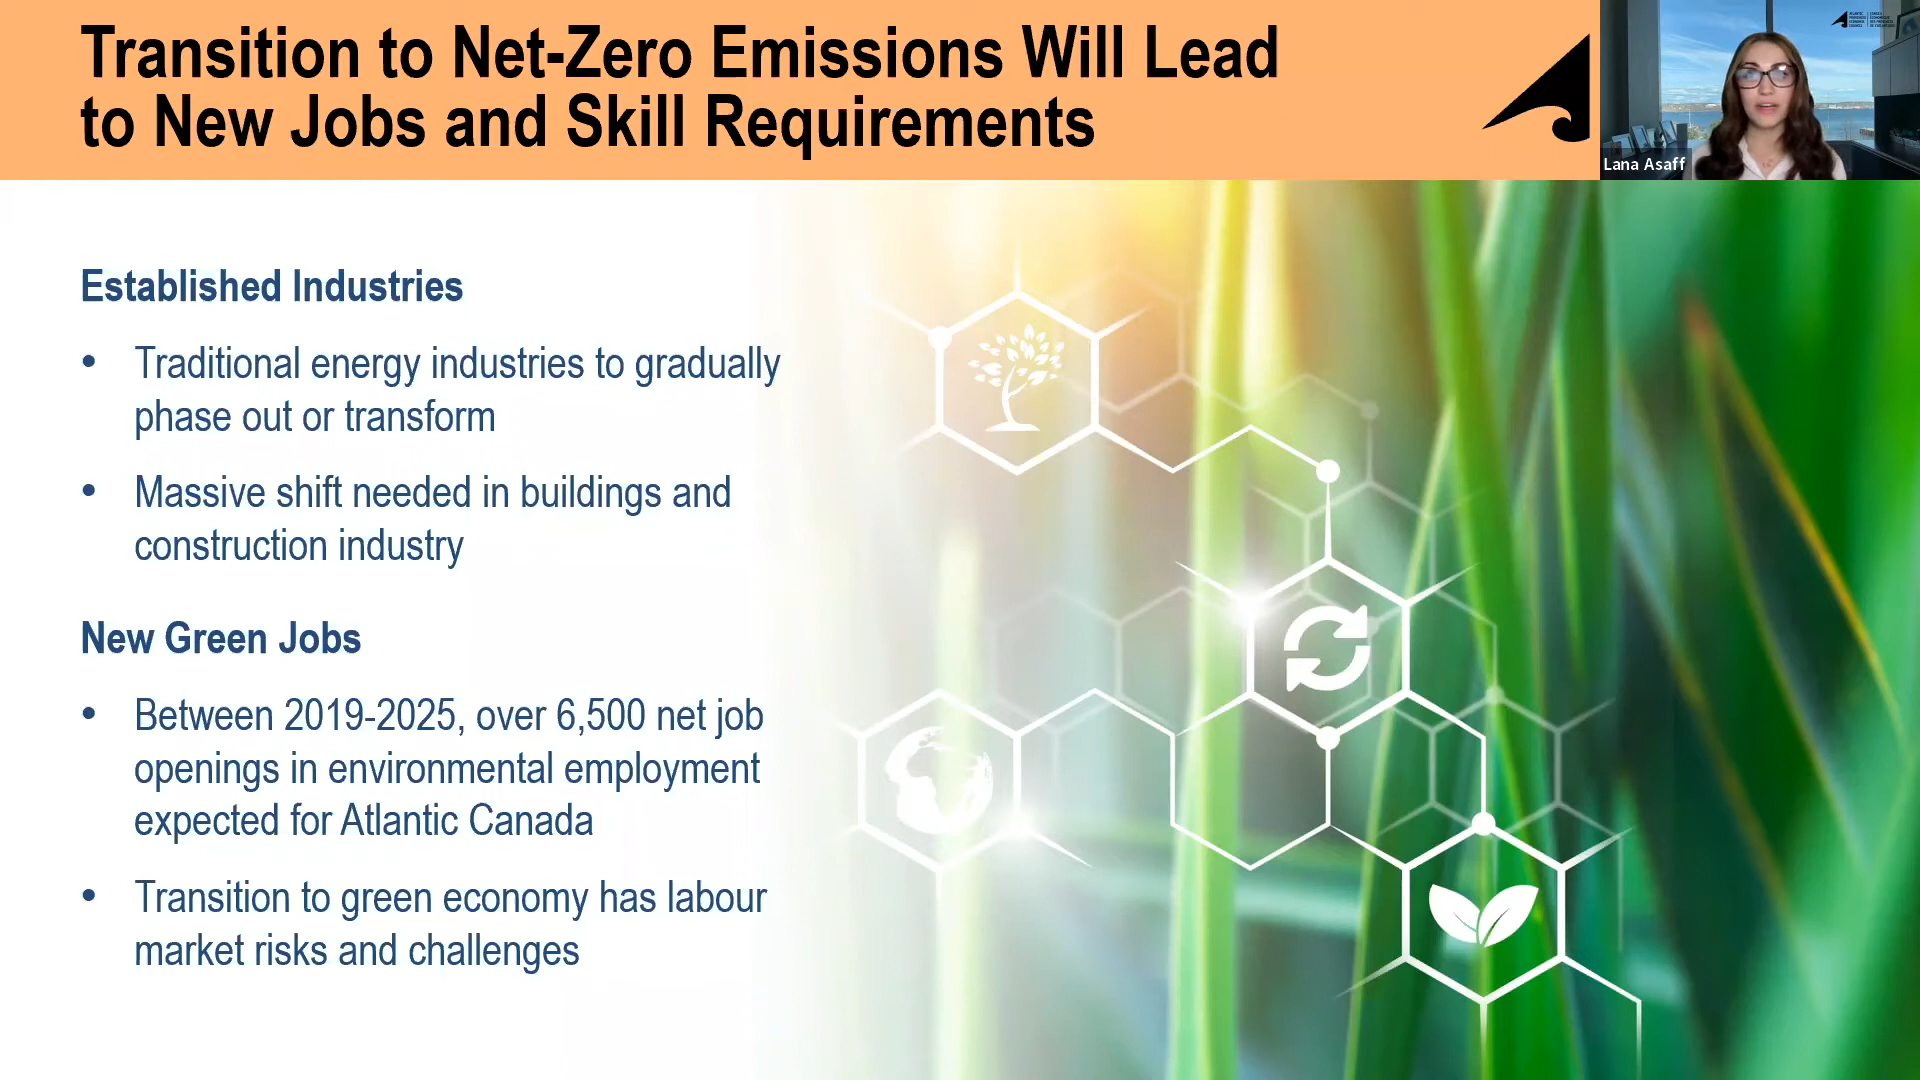 Transition to Net-Zero Emissions Will Lead
to New Jobs and Skill Requirements
Lana Asaff
Established Industries
• Traditional energy industries to gradually
phase out or transform
• Massive shift needed in buildings and
construction industry
New Green Jobs
• Between 2019-2025, over 6,500 net job
openings in environmental employment
expected for Atlantic Canada
• Transition to green economy has labour
market risks and challenges